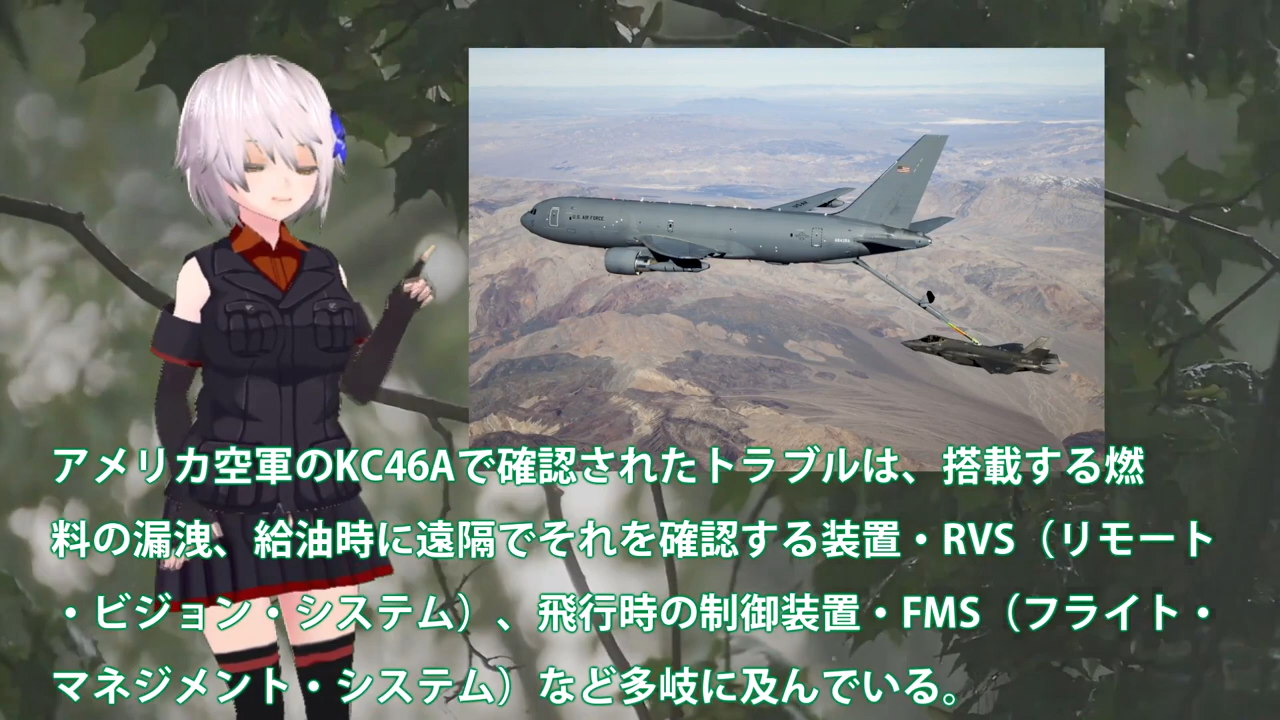 U.S. AIR FORCE
アメリカ空軍のKC46Aで確認されたトラブルは、搭載する燃
料の漏洩、給油時に遠隔でそれを確認する装置・RVS（リモート
・ビジョン・システム）、飛行時の制御装置・FMS（フライト・
マネジメント・システム）など多岐に及んでいる。